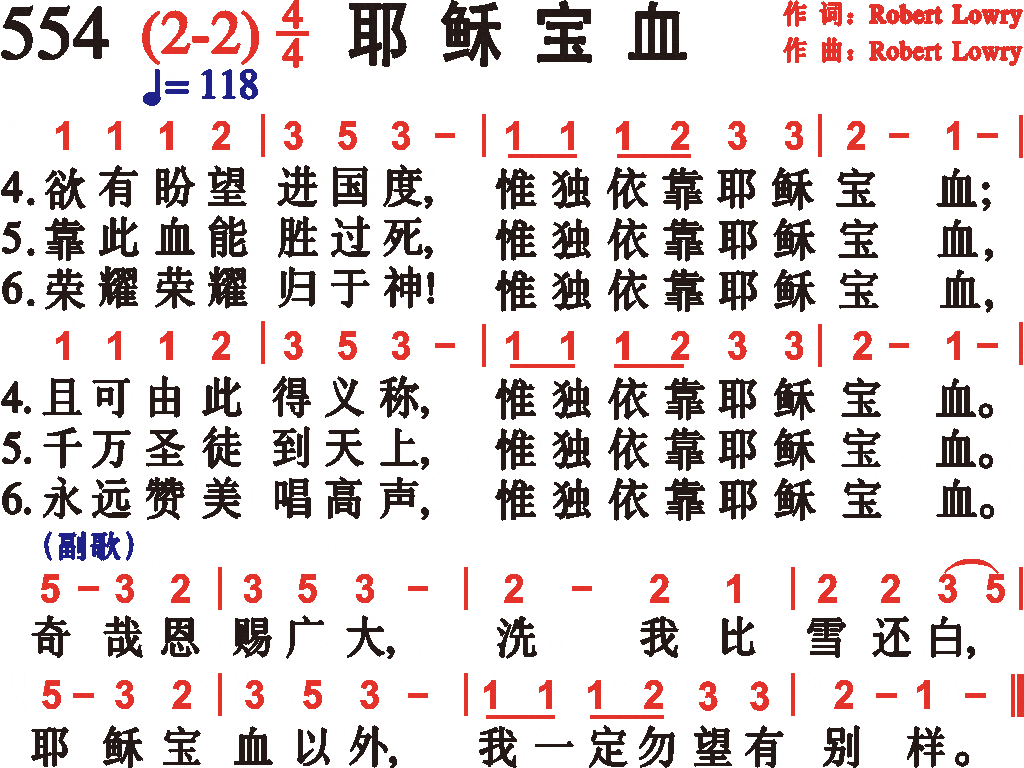 554 (2-2) 4/4 耶稣宝血 作词：Robert Lowry
♩= 118 作曲：Robert Lowry
1 1 1 2 | 3 5 3 – | 1 1 1 2 3 3 | 2 – 1 – |
4.欲有盼望 进国度, 惟独依靠耶稣宝血;
5.靠此血能 胜过死, 惟独依靠耶稣宝血,
6.荣耀荣耀 归于神! 惟独依靠耶稣宝血,
1 1 1 2 | 3 5 3 – | 1 1 1 2 3 3 | 2 – 1 – |
4.且可由此 得义称, 惟独依靠耶稣宝血。
5.千万圣徒 到天上, 惟独依靠耶稣宝血。
6.永远赞美 唱高声, 惟独依靠耶稣宝血。
（副歌）
5 – 3 2 | 3 5 3 – | 2 – 2 1 | 2 2 3 5 |
奇哉恩赐广大, 洗我比雪还白,
5 – 3 2 | 3 5 3 – | 1 1 1 2 3 3 | 2 – 1 – ‖
耶稣宝血以外, 我一定勿望有别样。